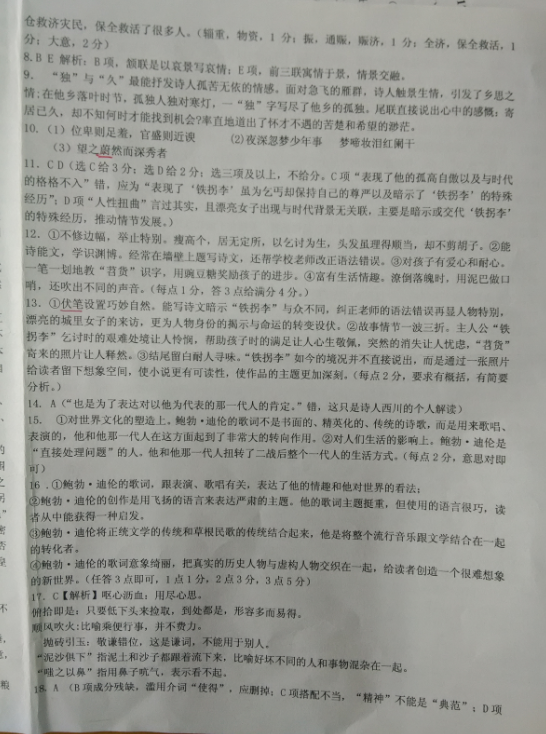 仓救济灾民，保全救活了很多人。（辎重，物资，1分；振，通赈，赈济，1分；全济，保全救活，1
分；大意，2分）
8.BE 解析：B项，颔联是以哀景写哀情；E项，前三联寓情于景，情景交融。
9. “独”与“久”最能抒发诗人孤苦无依的情感。面对急飞的雁群，诗人触景生情，引发了乡思之
情；在他乡落叶时节，孤独人独对寒灯，一“独”字写尽了他乡的孤独。尾联直接说出心中的感慨：寄
居已久，却不知何时才能找到机会?率直地道出了怀才不遇的苦楚和希望的渺茫。
10.（1）位卑则足羞，官盛则近谀 （2）夜深忽梦少年事 梦啼妆泪红阑干
（3）望之蔚然而深秀者
11. CD（选C给3分；选D给2分；选三项及以上，不给分。C项“表现了他的孤高自傲以及与时代
的格格不入”错，应为“表现了‘铁拐李’虽为乞丐却保持自己的尊严以及暗示了‘铁拐李’的特殊
经历”；D项“人性扭曲”言过其实，且漂亮女子出现与时代背景无关联，主要是暗示或交代‘铁拐李’
的特殊经历，推动情节发展。）
12. ①不修边幅，举止特别。瘦高个，居无定所，以乞讨为生，头发虽理得顺当，却不剪胡子。②能
诗能文，学识渊博。经常在墙壁上题写诗文，还帮学校老师改正语法错误。③对孩子有爱心和耐心。
一笔一划地教“苕货”识字，用豌豆糖奖励孩子的进步。④富有生活情趣。潦倒落魄时，用泥巴做口
哨，还吹出不同的声音。（每点1分，答3点给满分4分。）
13. ①伏笔设置巧妙自然。能写诗文暗示“铁拐李”与众不同，纠正老师的语法错误再显人物特别，
漂亮的城里女子的来访，更为人物身份的揭示与命运的转变设伏。②故事情节一波三折。主人公“铁
拐李”乞讨时的艰难处境让人怜悯，帮助孩子时的满足让人心生敬佩，突然的消失让人忧虑，“苕货”
寄来的照片让人释然。③结尾留白耐人寻味。“铁拐李”如今的境况并不直接说出，而是通过一张照片
给读者留下想象空间，使小说更有可读性，使作品的主题更加深刻。（每点2分，要求有概括，有简要
分析。）
14. A（“也是为了表达对以他为代表的那一代人的肯定。”错，这只是诗人西川的个人解读）
15. ①对世界文化的塑造上，鲍勃·迪伦的歌词不是书面的、精英化的、传统的诗歌，而是用来歌唱、
表演的，他和他那一代人在这方面起到了非常大的转向作用。②对人们生活的影响上，鲍勃·迪伦是
“直接处理问题”的人。他和他那一代人扭转了二战后整个一代人的生活方式。（每点2分，意思对即
可）
16 .①鲍勃·迪伦的歌词，跟表演、歌唱有关，表达了他的情趣和他对世界的看法；
②鲍勃·迪伦的创作是用飞扬的语言来表达严肃的主题。他的歌词主题挺重，但使用的语言很巧，读
者从中能获得一种启发。
③鲍勃·迪伦将正统文学的传统和草根民歌的传统结合起来，他是将整个流行音乐跟文学结合在一起
的转化者。
④鲍勃·迪伦的歌词意象绮丽，把真实的历史人物与虚构人物交织在一起，给读者创造一个很难想象
的新世界。（任答3点即可，1点1分，2点3分，3点5分）
17. C【解析】呕心沥血：用尽心思。
俯拾即是：只要低下头来捡取，到处都是，形容多而易得。
顺风吹火：比喻乘便行事，并不费力。
抛砖引玉：敬谦错位，这是谦词，不能用于别人。
“泥沙俱下”指泥土和沙子都跟着流下来，比喻好坏不同的人和事物混杂在一起。
“嗤之以鼻”指用鼻子吭气，表示看不起。
18. A （B项成分残缺，滥用介词“使得”，应删掉；C项搭配不当，“精神”不能是“典范”；D项